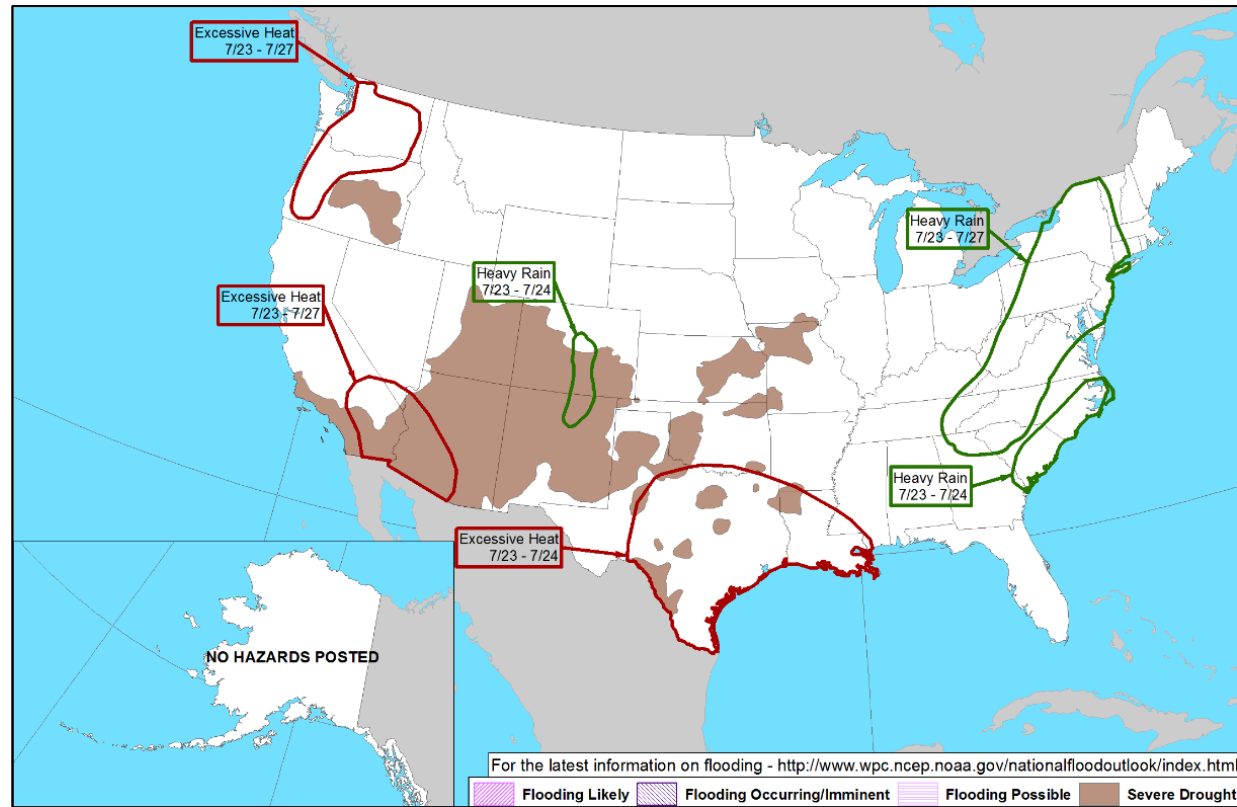 Excessive Heat
7/23 - 7/27
Heavy Rain
7/23 - 7/27
Heavy Rain
7/23 - 7/24
Excessive Heat
7/23 - 7/27
Heavy Rain
7/23 - 7/24
Excessive Heat
7/23 - 7/24
NO HAZARDS POSTED
For the latest information on flooding - http://www.wpc.ncep.noaa.gov/nationalfloodoutlook/index.html
Flooding Likely Flooding Occurring/Imminent Flooding Possible Severe Drought